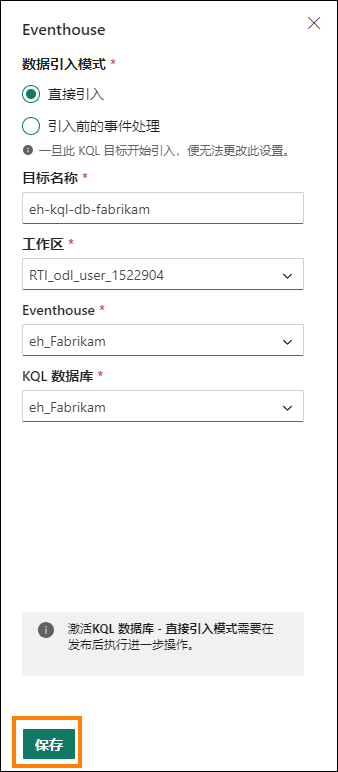 Eventhouse
数据引入模式 *
直接引入
引入前的事件处理
一旦此 KQL 目标开始引入，便无法更改此设置。
目标名称 *
eh-kql-db-fabrikam
工作区 *
RTI_odl_user_1522904
Eventhouse *
eh_Fabrikam
KQL 数据库 *
eh_Fabrikam
激活KQL 数据库 - 直接引入模式需要在
发布后执行进一步操作。
保存